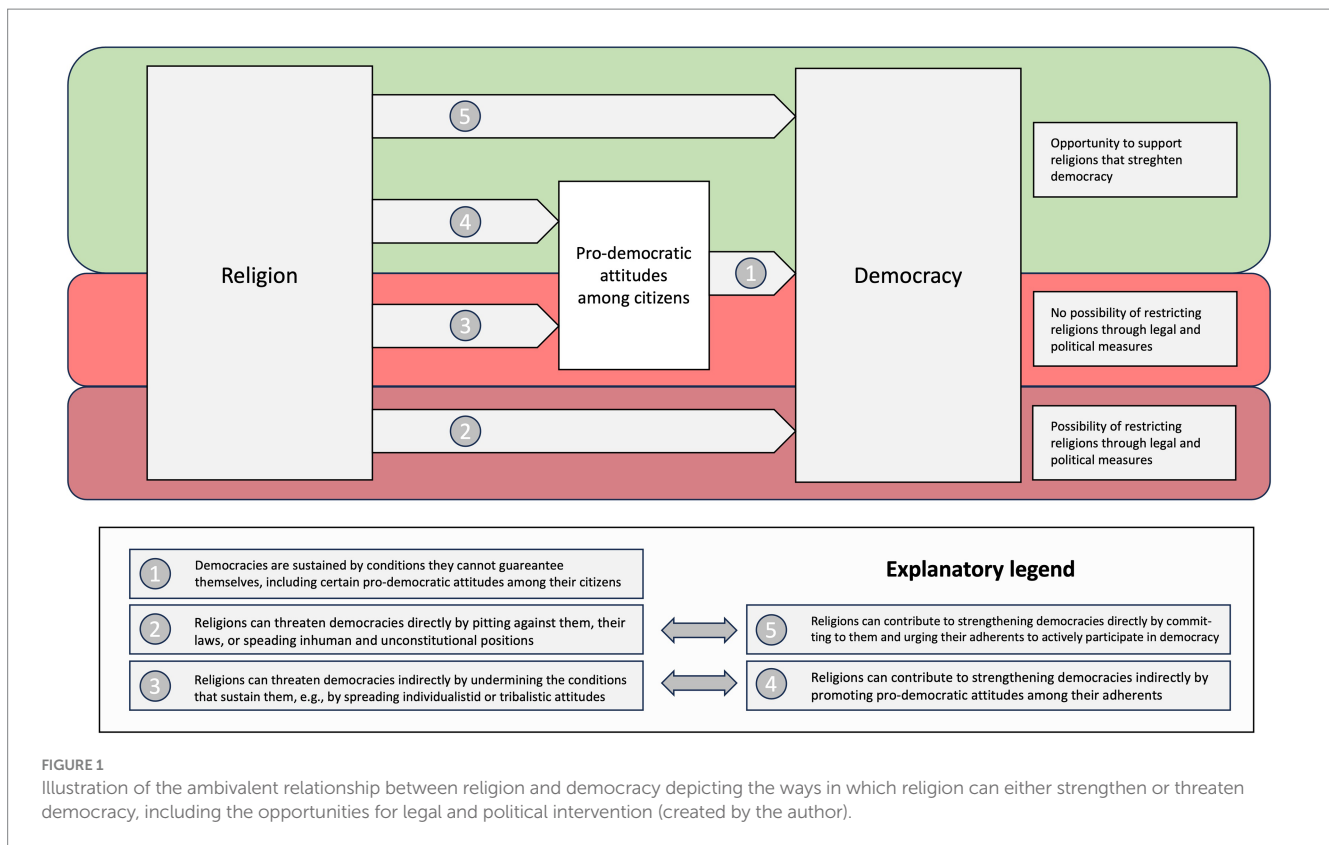 5
Opportunity to support
religions that streghten
democracy
4
Pro-democratic
attitudes
among citizens
1
Religion
Democracy
3
No possibility of restricting
religions through legal and
political measures
2
Possibility of restricting
religions through legal and
political measures
Explanatory legend
1
Democracies are sustained by conditions they cannot guareantee
themselves, including certain pro-democratic attitudes among their citizens
2
Religions can threaten democracies directly by pitting against them, their
laws, or speading inhuman and unconstitutional positions
5
Religions can contribute to strengthening democracies directly by commit-
ting to them and urging their adherents to actively participate in democracy
3
Religions can threaten democracies indirectly by undermining the conditions
that sustain them, e.g., by spreading individualistid or tribalistic attitudes
4
Religions can contribute to strengthening democracies indirectly by
promoting pro-democratic attitudes among their adherents
FIGURE 1
Illustration of the ambivalent relationship between religion and democracy depicting the ways in which religion can either strengthen or threaten
democracy, including the opportunities for legal and political intervention (created by the author).